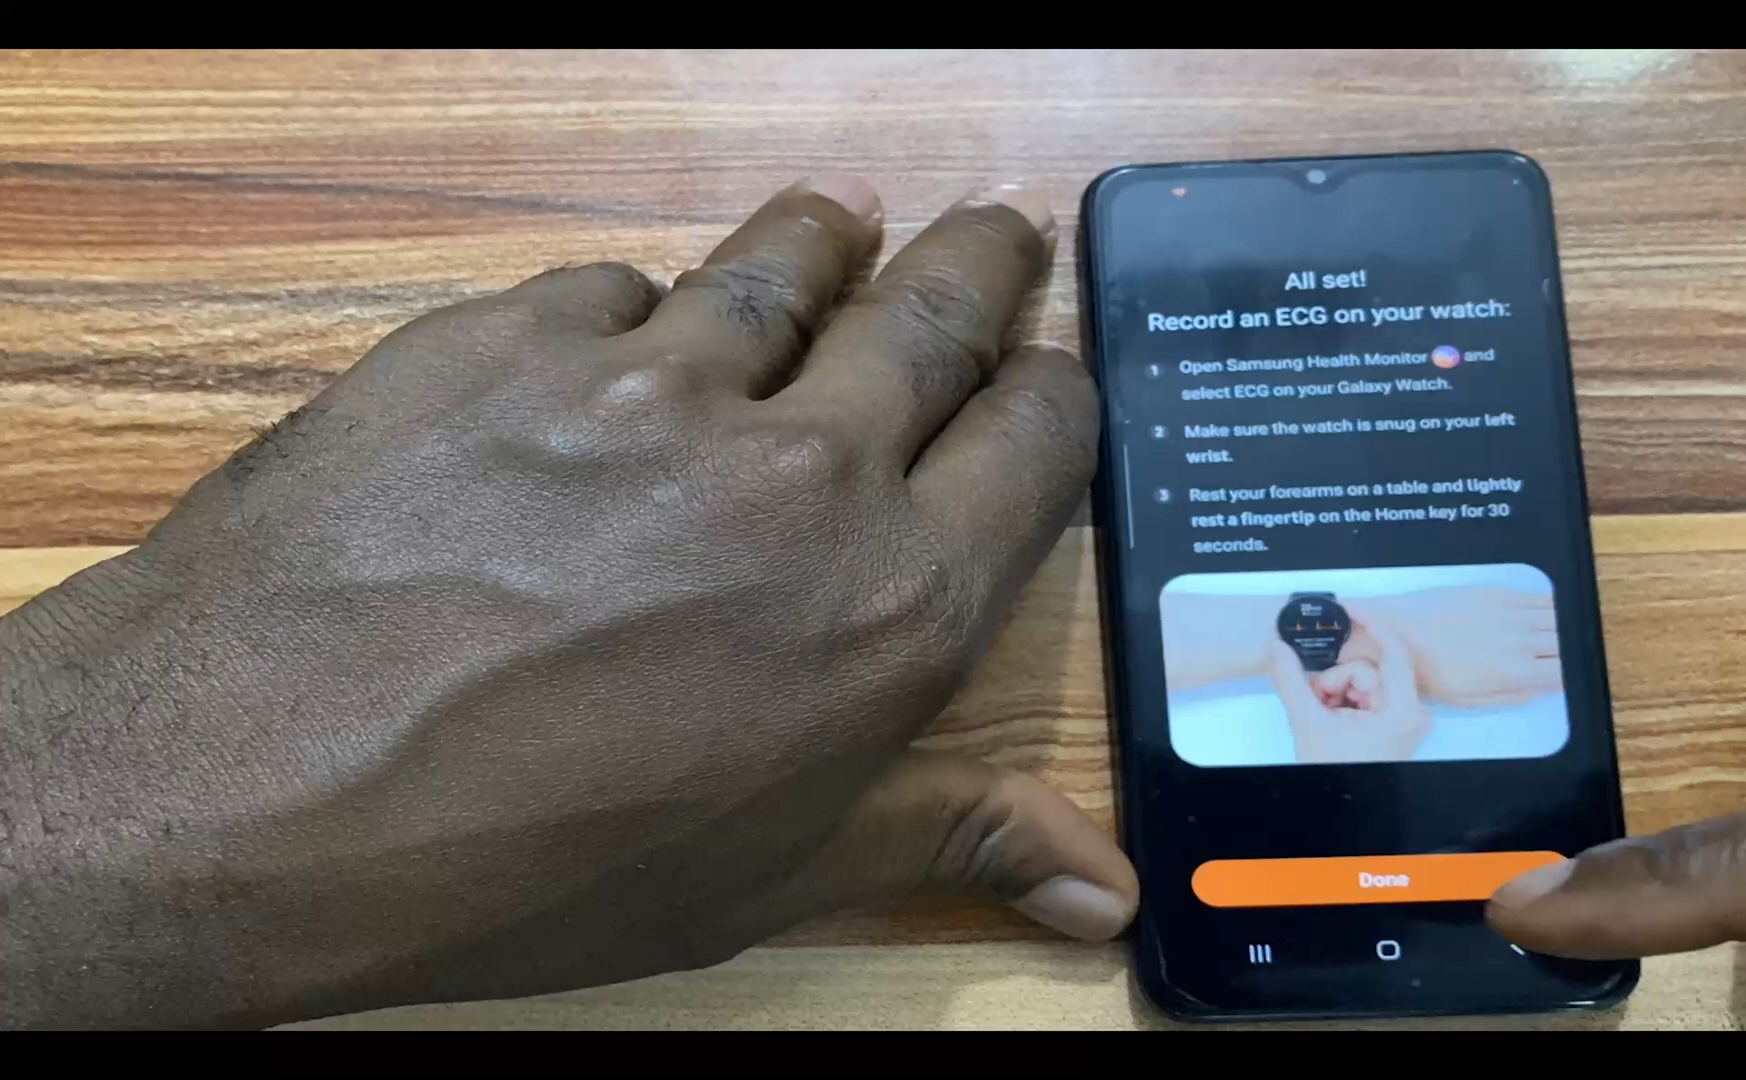 All set!
Record an ECG on your watch:
1 Open Samsung Health Monitor and
select ECG on your Galaxy Watch.
2 Make sure the watch is snug on your left
wrist.
3 Rest your forearms on a table and lightly
rest a fingertip on the Home key for 30
seconds.
Done